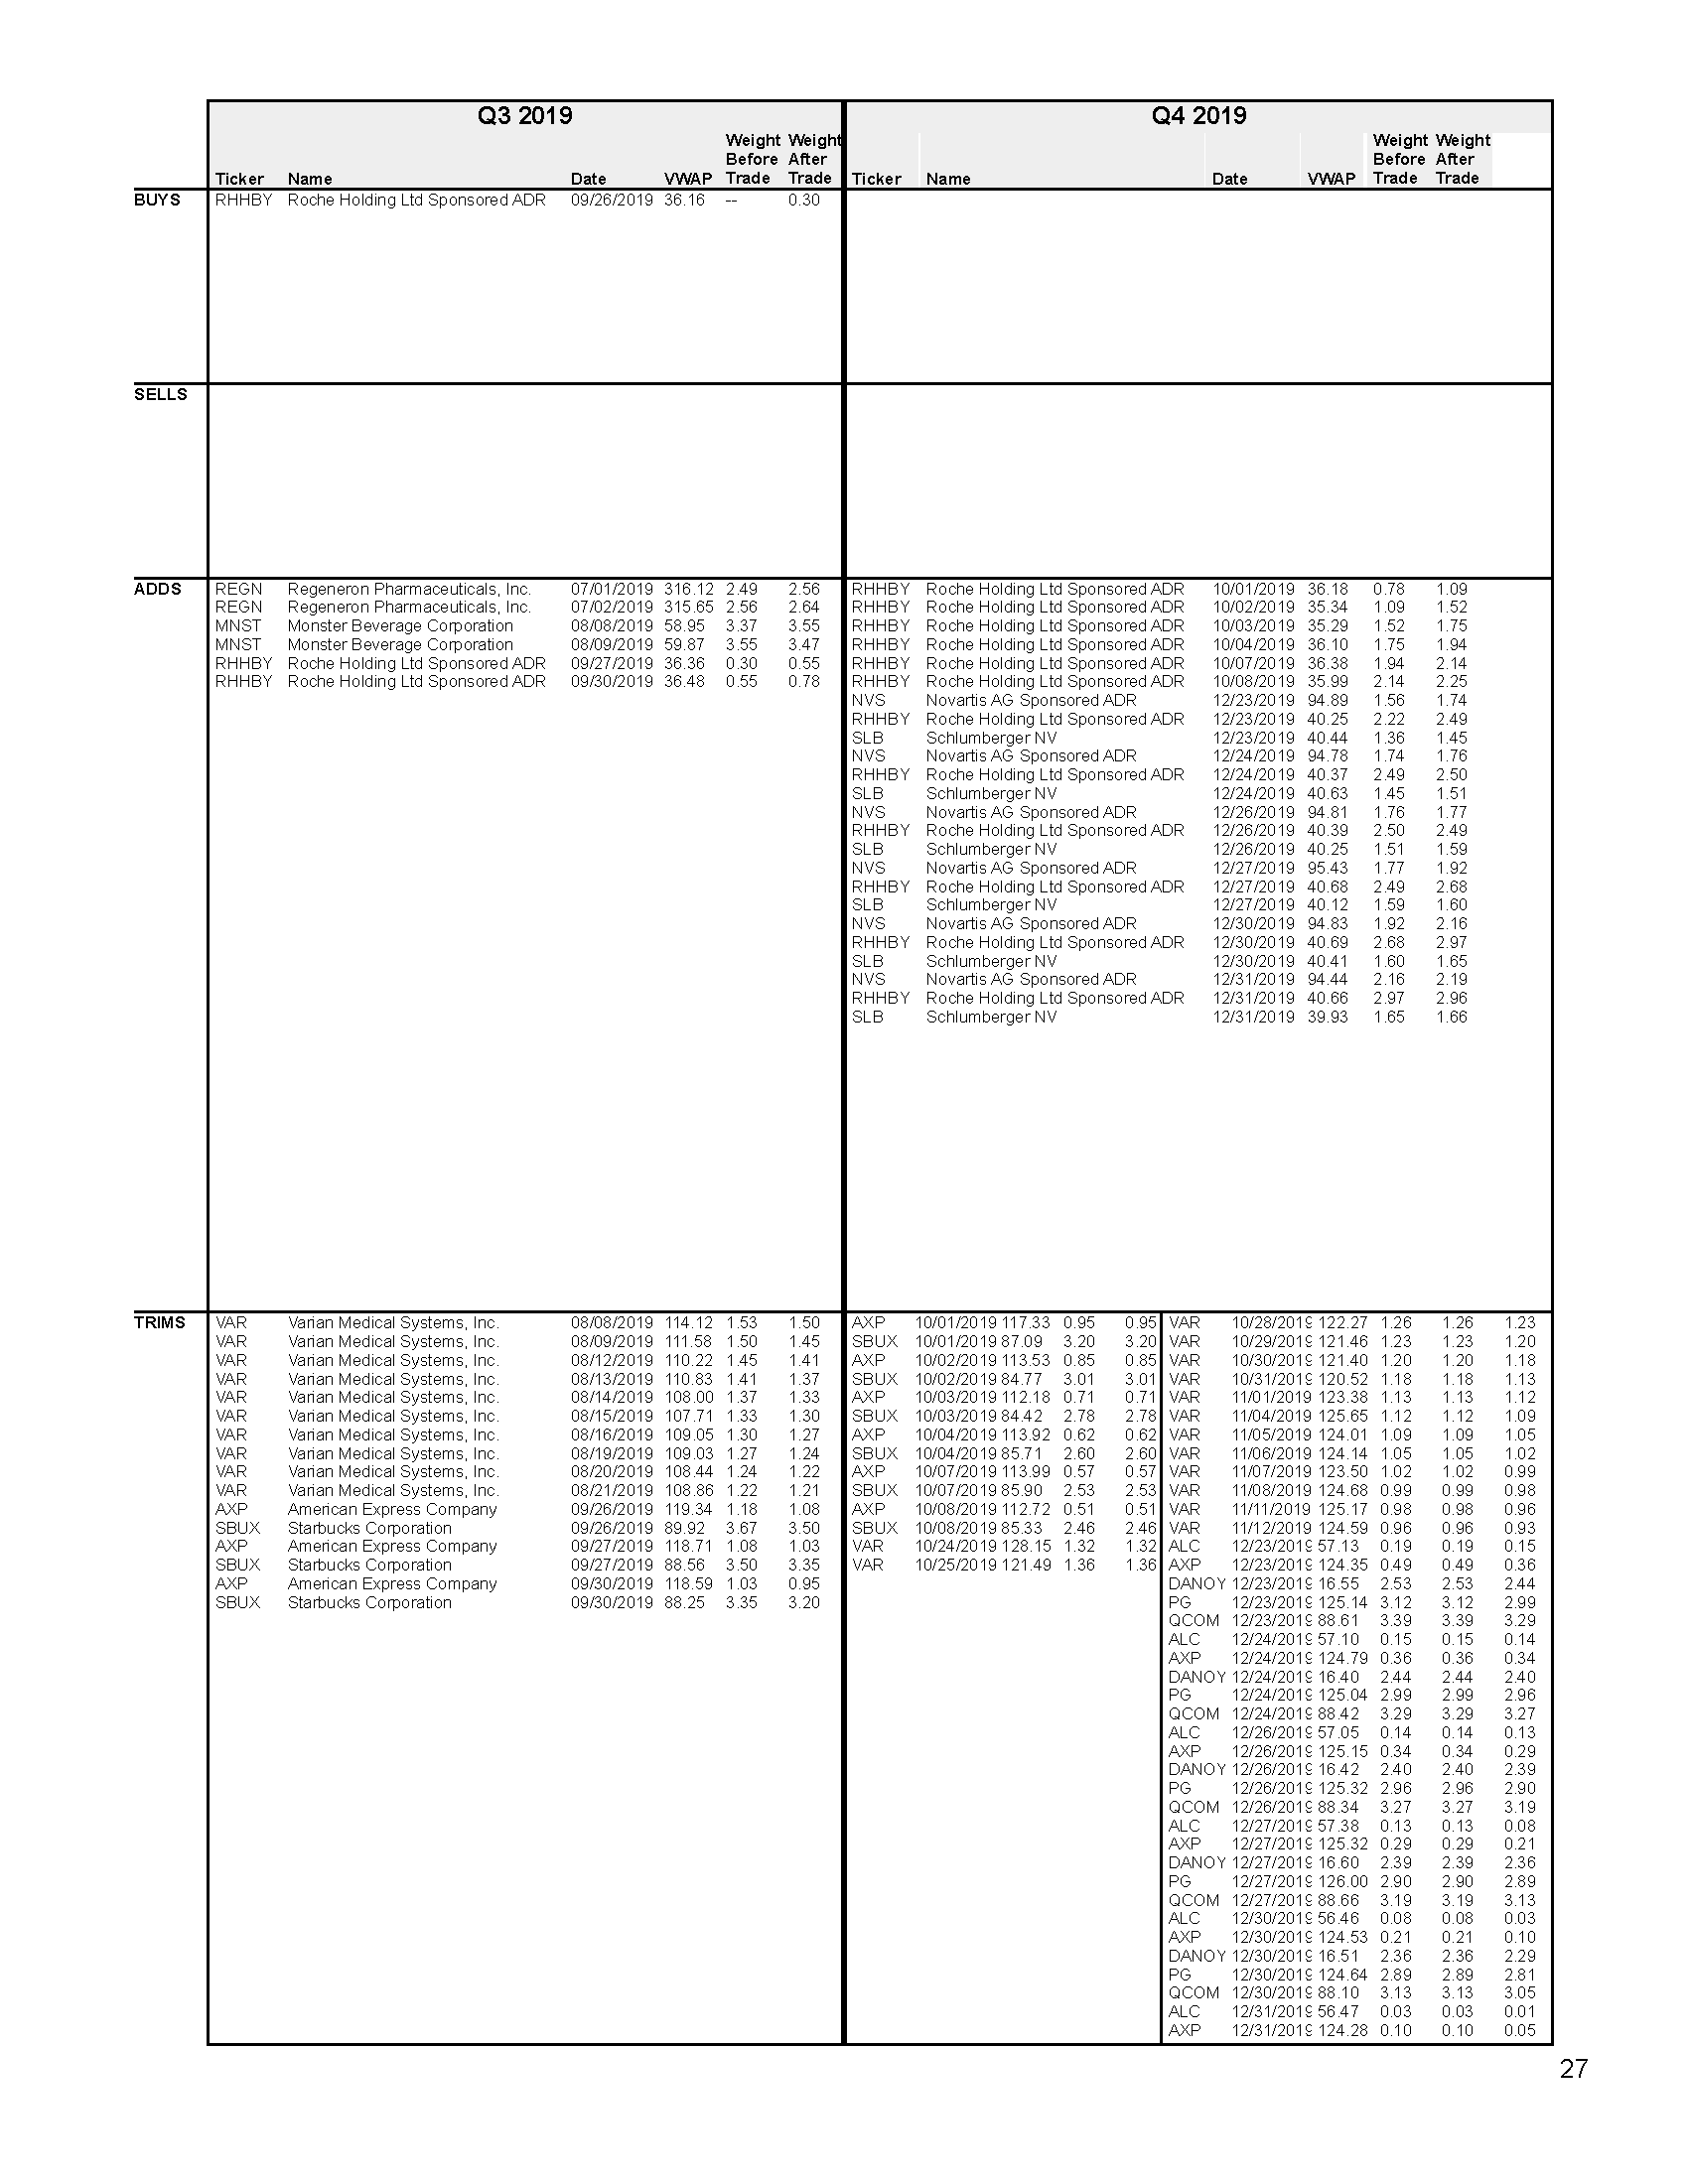 Q3 2019
Ticker Name Date VWAP Weight Before Trade Weight After Trade
BUYS RHHBY Roche Holding Ltd Sponsored ADR 09/26/2019 36.16 -- 0.30
SELLS
ADDS REGN Regeneron Pharmaceuticals, Inc. 07/01/2019 316.12 2.49 2.56
REGN Regeneron Pharmaceuticals, Inc. 07/02/2019 315.65 2.56 2.64
MNST Monster Beverage Corporation 08/08/2019 58.95 3.37 3.55
MNST Monster Beverage Corporation 08/09/2019 59.87 3.55 3.47
RHHBY Roche Holding Ltd Sponsored ADR 09/27/2019 36.36 0.30 0.55
RHHBY Roche Holding Ltd Sponsored ADR 09/30/2019 36.48 0.55 0.78
TRIMS VAR Varian Medical Systems, Inc. 08/08/2019 114.12 1.53 1.50
VAR Varian Medical Systems, Inc. 08/09/2019 111.58 1.50 1.45
VAR Varian Medical Systems, Inc. 08/12/2019 110.22 1.45 1.41
VAR Varian Medical Systems, Inc. 08/13/2019 110.83 1.41 1.37
VAR Varian Medical Systems, Inc. 08/14/2019 108.00 1.37 1.33
VAR Varian Medical Systems, Inc. 08/15/2019 107.71 1.33 1.30
VAR Varian Medical Systems, Inc. 08/16/2019 109.05 1.30 1.27
VAR Varian Medical Systems, Inc. 08/19/2019 109.03 1.27 1.24
VAR Varian Medical Systems, Inc. 08/20/2019 108.44 1.24 1.22
VAR Varian Medical Systems, Inc. 08/21/2019 108.86 1.22 1.21
AXP American Express Company 09/26/2019 119.34 1.18 1.08
SBUX Starbucks Corporation 09/26/2019 89.92 3.67 3.50
AXP American Express Company 09/27/2019 118.71 1.08 1.03
SBUX Starbucks Corporation 09/27/2019 88.56 3.50 3.35
AXP American Express Company 09/30/2019 118.59 1.03 0.95
SBUX Starbucks Corporation 09/30/2019 88.25 3.35 3.20
Q4 2019
Ticker Name Date VWAP Weight Before Trade Weight After Trade
RHHBY Roche Holding Ltd Sponsored ADR 10/01/2019 36.18 0.78 1.09
RHHBY Roche Holding Ltd Sponsored ADR 10/02/2019 35.34 1.09 1.52
RHHBY Roche Holding Ltd Sponsored ADR 10/03/2019 35.29 1.52 1.75
RHHBY Roche Holding Ltd Sponsored ADR 10/04/2019 36.10 1.75 1.94
RHHBY Roche Holding Ltd Sponsored ADR 10/07/2019 36.38 1.94 2.14
RHHBY Roche Holding Ltd Sponsored ADR 10/08/2019 35.99 2.14 2.25
NVS Novartis AG Sponsored ADR 12/23/2019 94.89 1.56 1.74
RHHBY Roche Holding Ltd Sponsored ADR 12/23/2019 40.25 2.22 2.49
SLB Schlumberger NV 12/23/2019 40.44 1.36 1.45
NVS Novartis AG Sponsored ADR 12/24/2019 94.78 1.74 1.76
RHHBY Roche Holding Ltd Sponsored ADR 12/24/2019 40.37 2.49 2.50
SLB Schlumberger NV 12/24/2019 40.63 1.45 1.51
NVS Novartis AG Sponsored ADR 12/26/2019 94.81 1.76 1.77
RHHBY Roche Holding Ltd Sponsored ADR 12/26/2019 40.39 2.50 2.49
SLB Schlumberger NV 12/26/2019 40.25 1.51 1.59
NVS Novartis AG Sponsored ADR 12/27/2019 95.43 1.77 1.92
RHHBY Roche Holding Ltd Sponsored ADR 12/27/2019 40.68 2.49 2.68
SLB Schlumberger NV 12/27/2019 40.12 1.59 1.60
NVS Novartis AG Sponsored ADR 12/30/2019 94.83 1.92 2.16
RHHBY Roche Holding Ltd Sponsored ADR 12/30/2019 40.69 2.68 2.97
SLB Schlumberger NV 12/30/2019 40.41 1.60 1.65
NVS Novartis AG Sponsored ADR 12/31/2019 94.44 2.16 2.19
RHHBY Roche Holding Ltd Sponsored ADR 12/31/2019 40.66 2.97 2.96
SLB Schlumberger NV 12/31/2019 39.93 1.65 1.66
AXP 10/01/2019 117.33 0.95 0.95
SBUX 10/01/2019 87.09 3.20 3.20
AXP 10/02/2019 113.53 0.85 0.85
SBUX 10/02/2019 84.77 3.01 3.01
AXP 10/03/2019 112.18 0.71 0.71
SBUX 10/03/2019 84.42 2.78 2.78
AXP 10/04/2019 113.92 0.62 0.62
SBUX 10/04/2019 85.71 2.60 2.60
AXP 10/07/2019 113.99 0.57 0.57
SBUX 10/07/2019 85.90 2.53 2.53
AXP 10/08/2019 112.72 0.51 0.51
SBUX 10/08/2019 85.33 2.46 2.46
VAR 10/24/2019 128.15 1.32 1.32
VAR 10/25/2019 121.49 1.36 1.36
VAR 10/28/2019 122.27 1.26 1.26 1.23
VAR 10/29/2019 121.46 1.23 1.23 1.20
VAR 10/30/2019 121.40 1.20 1.20 1.18
VAR 10/31/2019 120.52 1.18 1.18 1.13
VAR 11/01/2019 123.38 1.13 1.13 1.12
VAR 11/04/2019 125.65 1.12 1.12 1.09
VAR 11/05/2019 124.01 1.09 1.09 1.05
VAR 11/06/2019 124.14 1.05 1.05 1.02
VAR 11/07/2019 123.50 1.02 1.02 0.99
VAR 11/08/2019 124.68 0.99 0.99 0.98
VAR 11/11/2019 125.17 0.98 0.98 0.96
VAR 11/12/2019 124.59 0.96 0.96 0.93
ALC 12/23/2019 57.13 0.19 0.19 0.15
AXP 12/23/2019 124.35 0.49 0.49 0.36
DANOY 12/23/2019 16.55 2.53 2.53 2.44
PG 12/23/2019 125.14 3.12 3.12 2.99
QCOM 12/23/2019 88.61 3.39 3.39 3.29
ALC 12/24/2019 57.10 0.15 0.15 0.14
AXP 12/24/2019 124.79 0.36 0.36 0.34
DANOY 12/24/2019 16.40 2.44 2.44 2.40
PG 12/24/2019 125.04 2.99 2.99 2.96
QCOM 12/24/2019 88.42 3.29 3.29 3.27
ALC 12/26/2019 57.05 0.14 0.14 0.13
AXP 12/26/2019 125.15 0.34 0.34 0.29
DANOY 12/26/2019 16.42 2.40 2.40 2.39
PG 12/26/2019 125.32 2.96 2.96 2.90
QCOM 12/26/2019 88.34 3.27 3.27 3.19
ALC 12/27/2019 57.38 0.13 0.13 0.08
AXP 12/27/2019 125.32 0.29 0.29 0.21
DANOY 12/27/2019 16.60 2.39 2.39 2.36
PG 12/27/2019 126.00 2.90 2.90 2.89
QCOM 12/27/2019 88.66 3.19 3.19 3.13
ALC 12/30/2019 56.46 0.08 0.08 0.03
AXP 12/30/2019 124.53 0.21 0.21 0.10
DANOY 12/30/2019 16.51 2.36 2.36 2.29
PG 12/30/2019 124.64 2.89 2.89 2.81
QCOM 12/30/2019 88.10 3.13 3.13 3.05
ALC 12/31/2019 56.47 0.03 0.03 0.01
AXP 12/31/2019 124.28 0.10 0.10 0.05
27